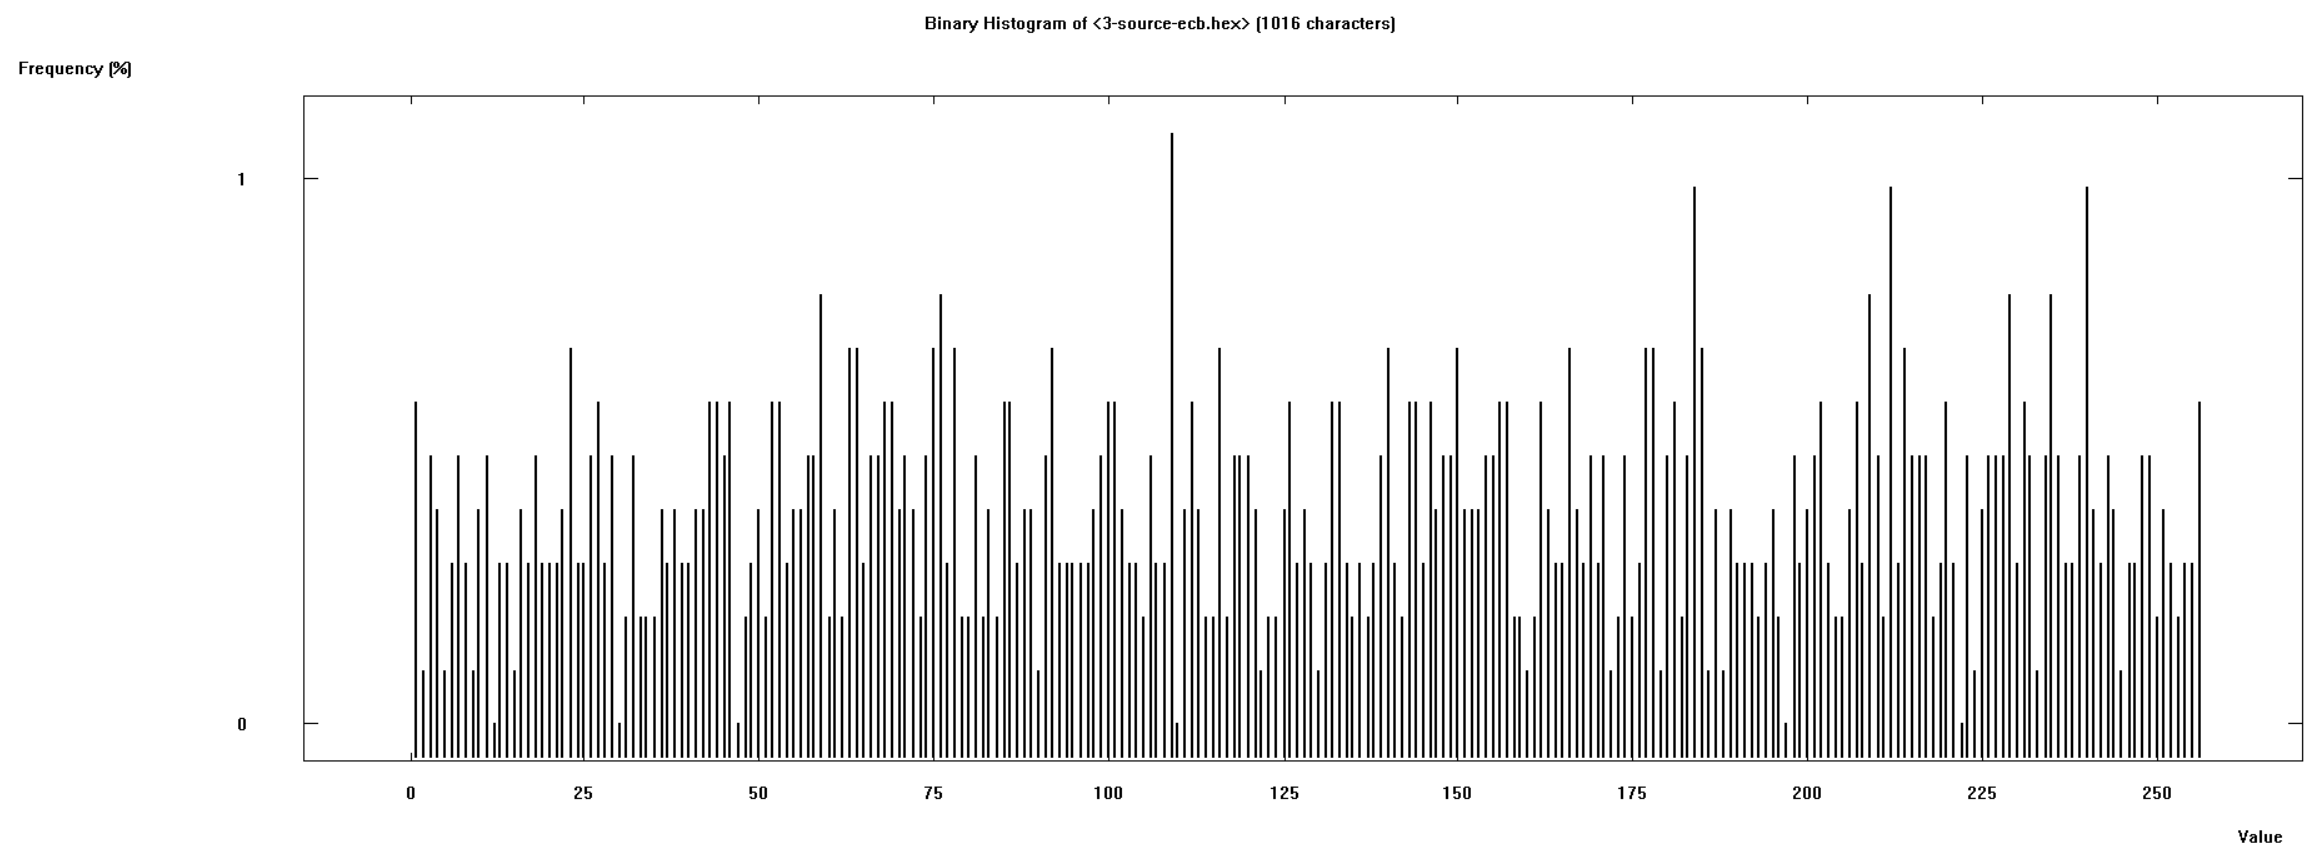 Binary Histogram of <3-source-ecb.hex> (1016 characters)
Frequency (%)
1
0
0 25 50 75 100 125 150 175 200 225 250
Value